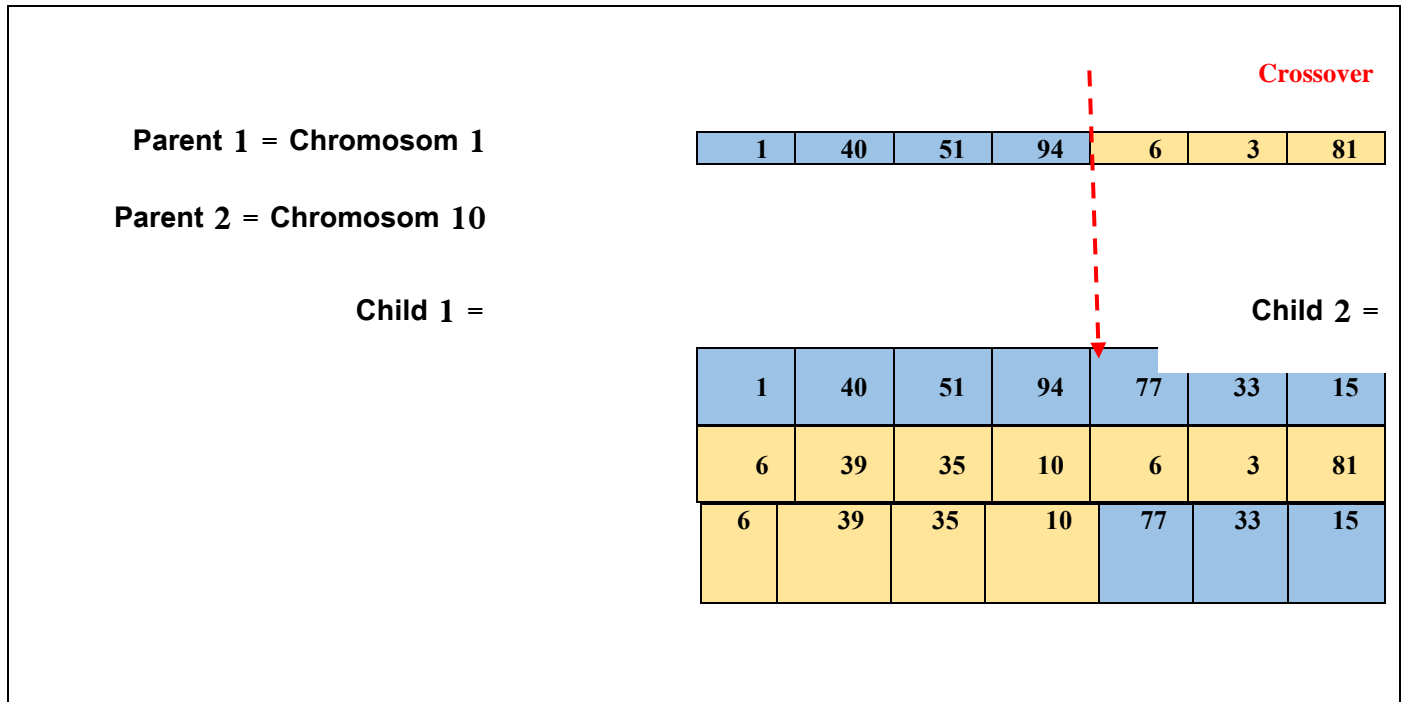 Crossover
Parent 1 = Chromosom 1
1 40 51 94 6 3 81
Parent 2 = Chromosom 10
Child 1 =
Child 2 =
1 40 51 94 77 33 15
6 39 35 10 6 3 81
6 39 35 10 77 33 15